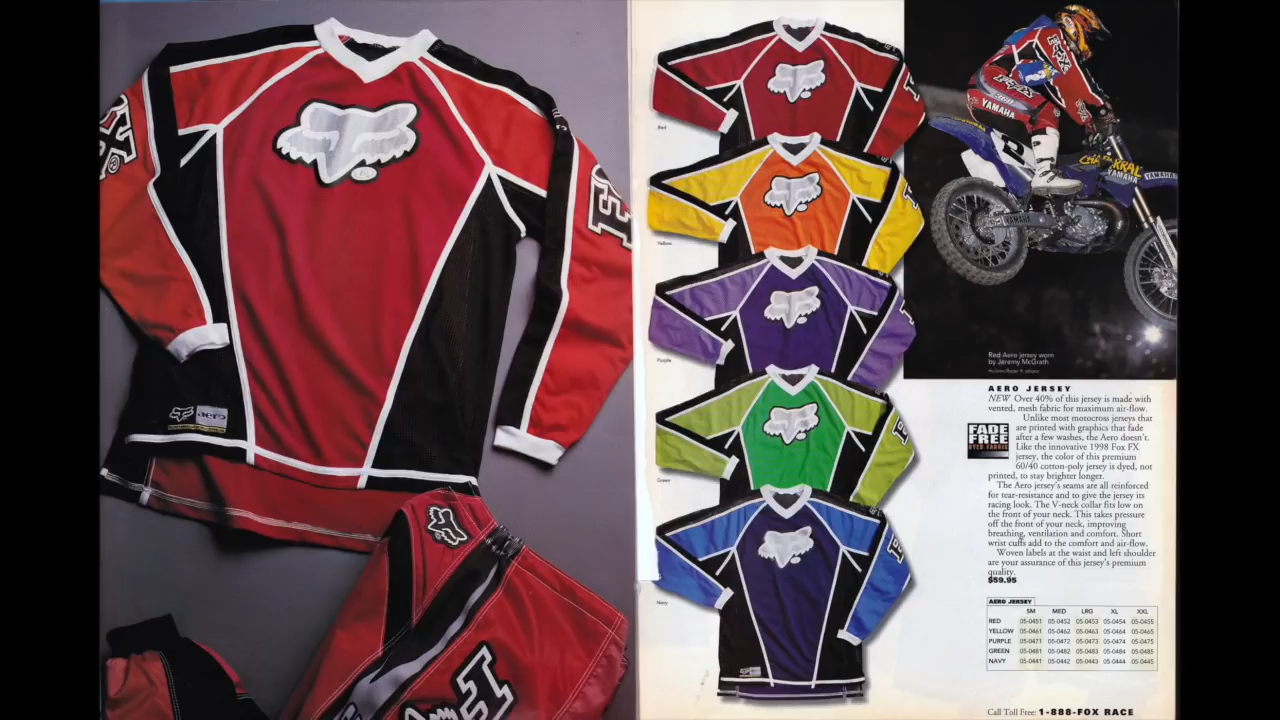 FOX
aero
Red
Yellow
Purple
Green
Navy
FOX
YAMAHA
2
CHAPARRAL
YAMAHA
YAMAHA
YAMAHA
Red Aero jersey worn
by Jeremy McGrath
AERO JERSEY
NEW Over 40% of this jersey is made with
vented, mesh fabric for maximum air-flow.
Unlike most motocross jerseys that
are printed with graphics that fade
after a few washes, the Aero doesn't.
Like the innovative 1998 Fox FX
jersey, the color of this premium
60/40 cotton-poly jersey is dyed, not
printed, to stay brighter longer.
FADE
FREE
DYED FABRIC
The Aero jersey's seams are all reinforced
for tear-resistance and to give the jersey its
racing look. The V-neck collar fits low on
the front of your neck. This takes pressure
off the front of your neck, improving
breathing, ventilation and comfort. Short
wrist cuffs add to the comfort and air-flow.
Woven labels at the waist and left shoulder
are your assurance of this jersey's premium
quality.
$59.95
AERO JERSEY
SM MED LRG XL XXL
RED 05-0451 05-0452 05-0453 05-0454 05-0455
YELLOW 05-0461 05-0462 05-0463 05-0464 05-0465
PURPLE 05-0471 05-0472 05-0473 05-0474 05-0475
GREEN 05-0481 05-0482 05-0483 05-0484 05-0485
NAVY 05-0441 05-0442 05-0443 05-0444 05-0445
Call Toll Free: 1-888-FOX RACE